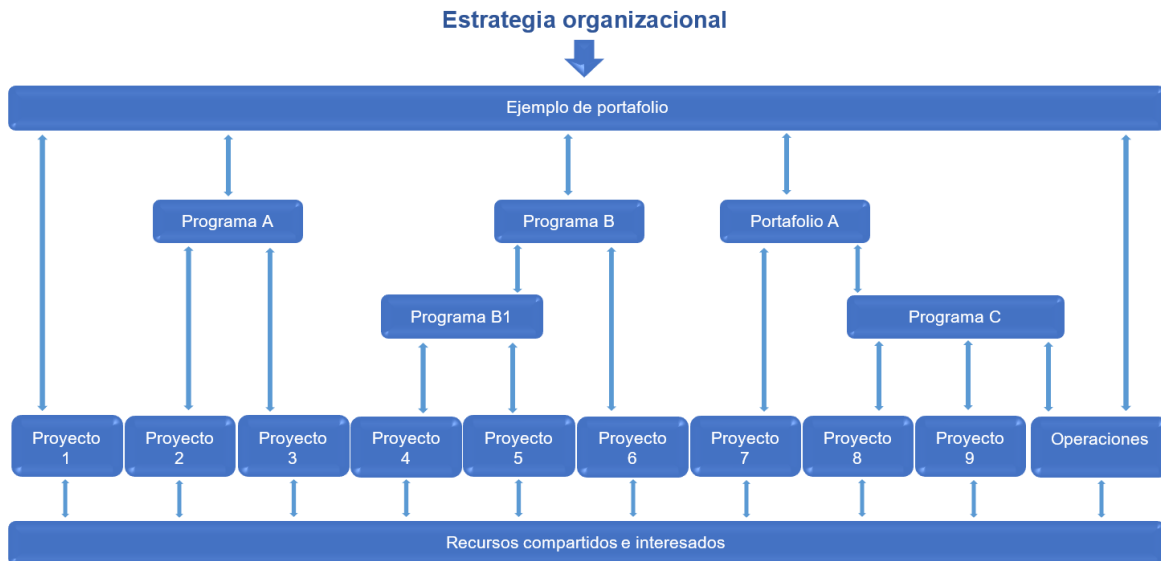 Estrategia organizacional
Ejemplo de portafolio
Programa A
Programa B
Portafolio A
Programa B1
Programa C
Proyecto
1
Proyecto
2
Proyecto
3
Proyecto
4
Proyecto
5
Proyecto
6
Proyecto
7
Proyecto
8
Proyecto
9
Operaciones
Recursos compartidos e interesados